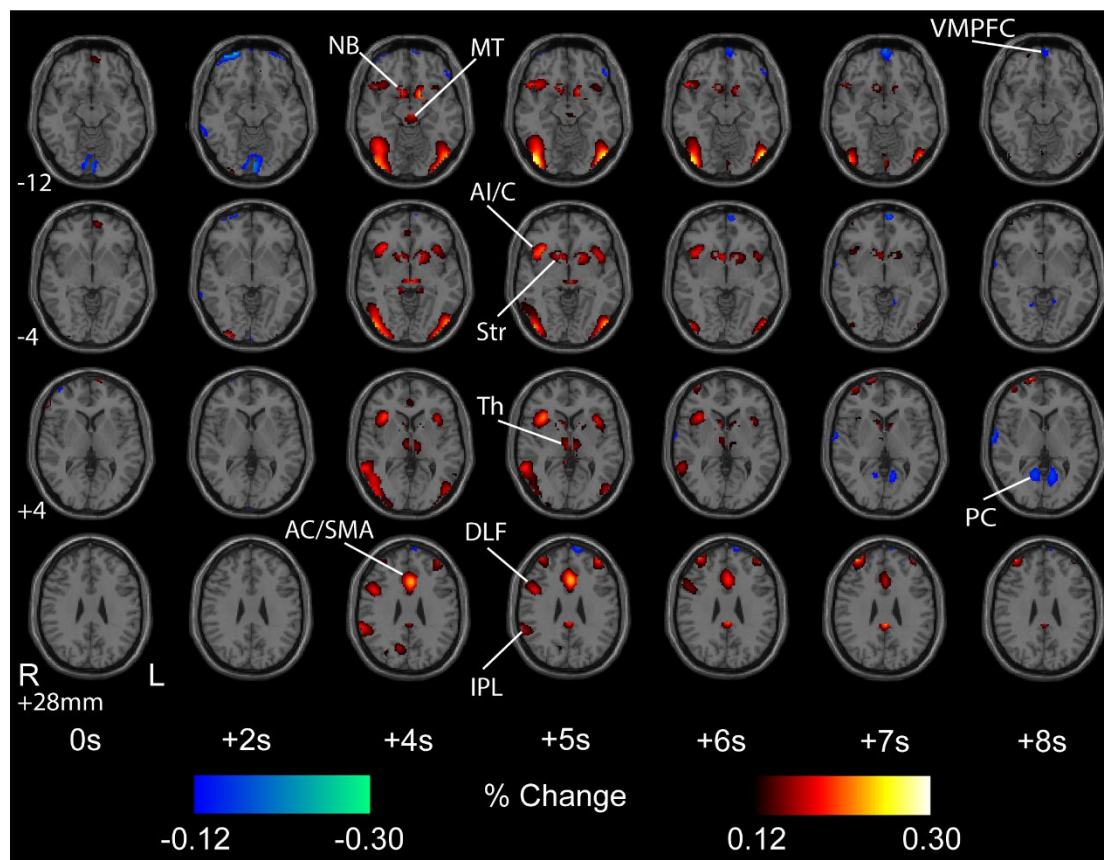 NB MT VMPFC
-12
AI/C
-4
Str
Th
+4
PC
AC/SMA DLF
R L
IPL
+28mm
0s +2s +4s +5s +6s +7s +8s
% Change
-0.12 -0.30 0.12 0.30